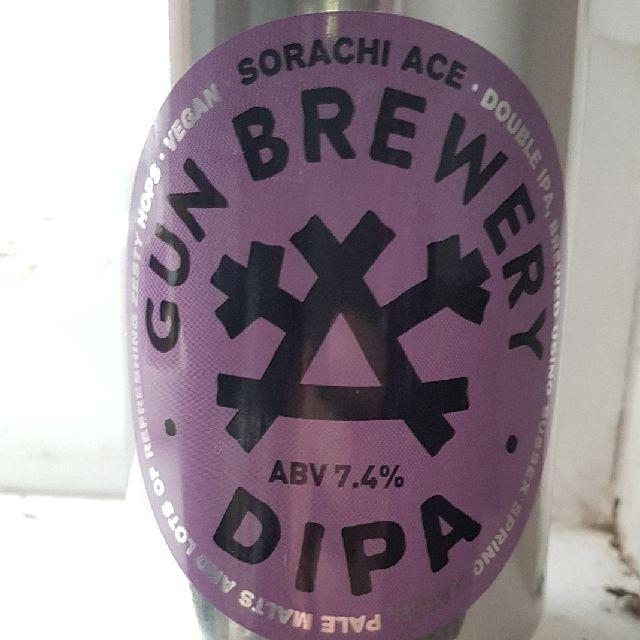 SORACHI ACE
GUN BREWERY
ABV 7.4%
DIPA
• DOUBLE IPA, BREWED USING SUSSEX SPRING WATER, PALE MALTS AND LOTS OF REFRESHING ZESTY HOPS • VEGAN •